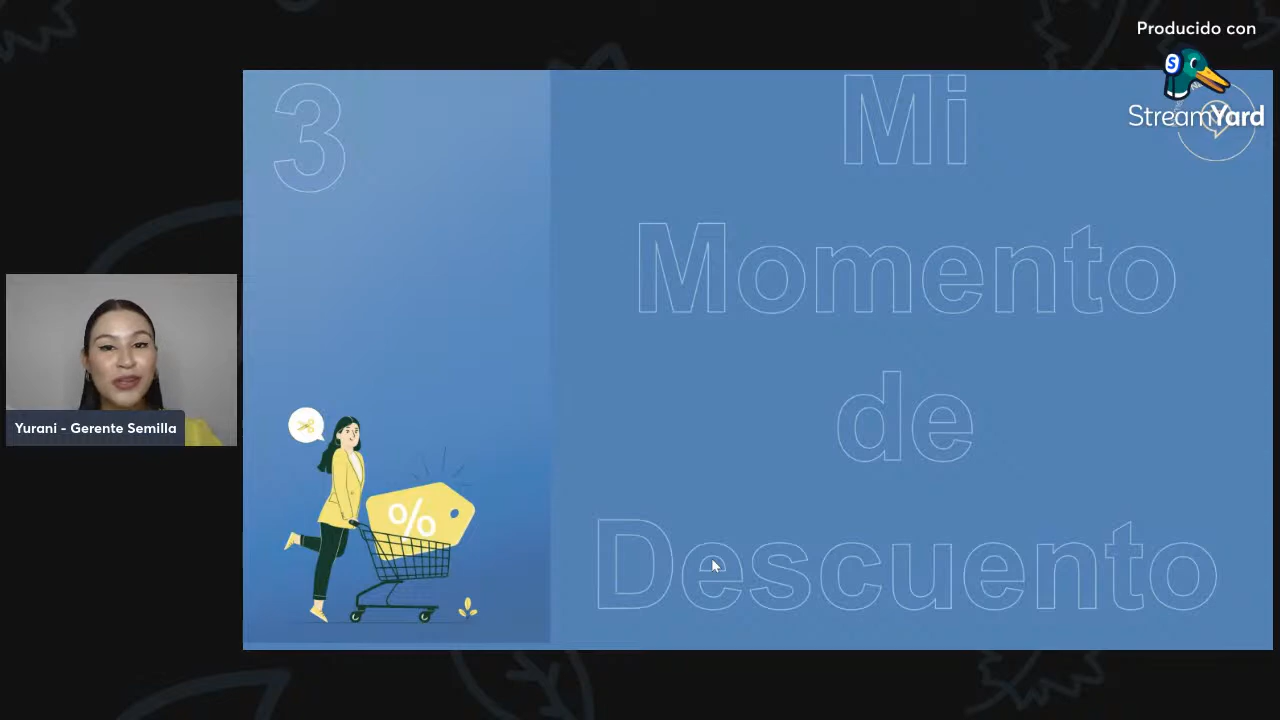 Producido con
StreamYard
3
Mi
Momento
de
Descuento
%
Yurani - Gerente Semilla